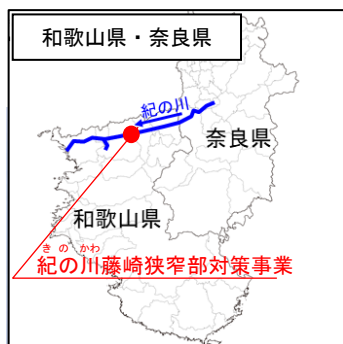 和歌山県・奈良県
紀の川
奈良県
和歌山県
き の かわ
紀の川藤崎狭窄部対策事業